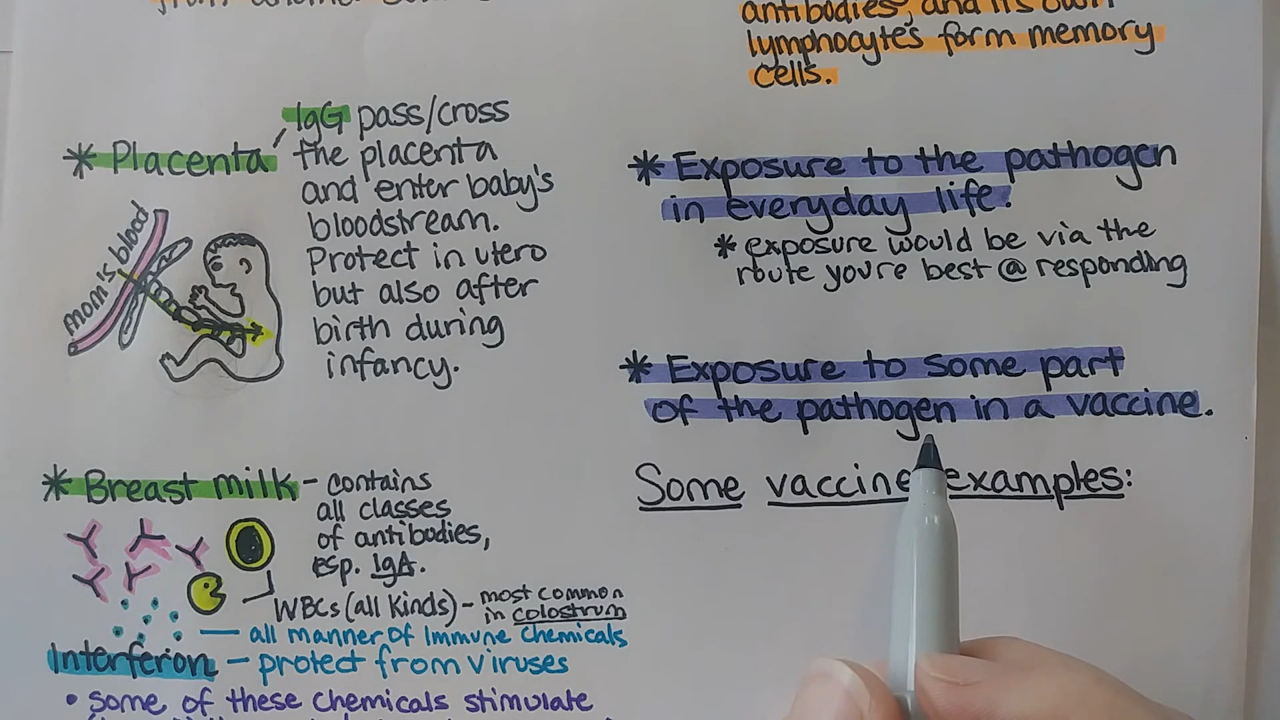 antibodies, and its own
lymphocytes form memory
cells.
IgG pass/cross
* Placenta
the placenta
and enter baby's
bloodstream.
Protect in utero
but also after
birth during
infancy.
mom's blood
* Breast milk - contains
all classes
of antibodies,
esp. IgA.
WBCs (all kinds) - most common
in colostrum
all manner of Immune Chemicals
Interferon - protect from viruses
• some of these chemicals stimulate
* Exposure to the pathogen
in everyday life.
* exposure would be via the
route you're best @ responding
* Exposure to some part
of the pathogen in a vaccine.
Some vaccine examples: